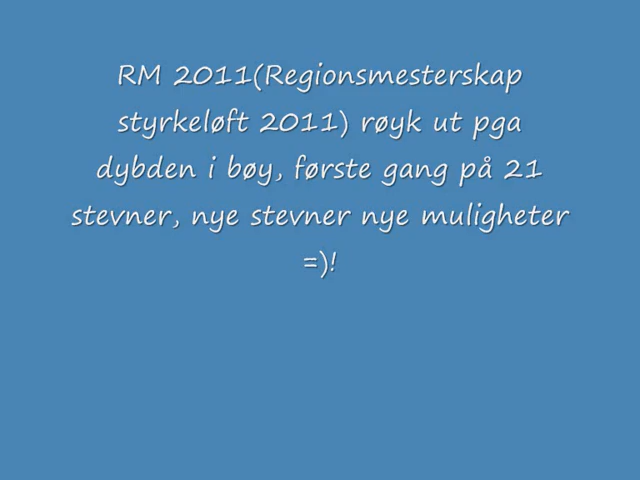 RM 2011(Regionsmesterskap
styrkeløft 2011) røyk ut pga
dybden i bøy, første gang på 21
stevner, nye stevner nye muligheter
=)!